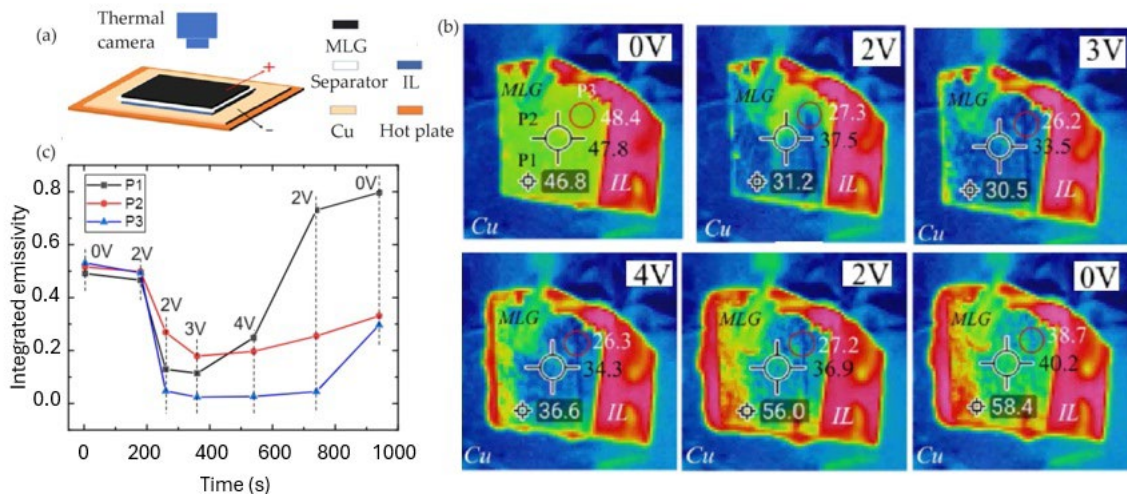 (a)
Thermal
camera
MLG
Separator
IL
Cu
Hot plate
+
-
(b)
0V
MLG
P3
P2
48.4
47.8
P1
46.8
IL
Cu
2V
MLG
27.3
37.5
31.2
IL
Cu
3V
MLG
26.2
33.5
30.5
IL
Cu
4V
MLG
26.3
34.3
36.6
IL
Cu
2V
MLG
27.2
36.9
56.0
IL
Cu
0V
MLG
38.7
40.2
58.4
IL
Cu
(c)
P1
P2
P3
0V
2V
2V
3V
4V
2V
0V
0.8
0.6
0.4
0.2
0.0
Integrated emissivity
0 200 400 600 800 1000
Time (s)